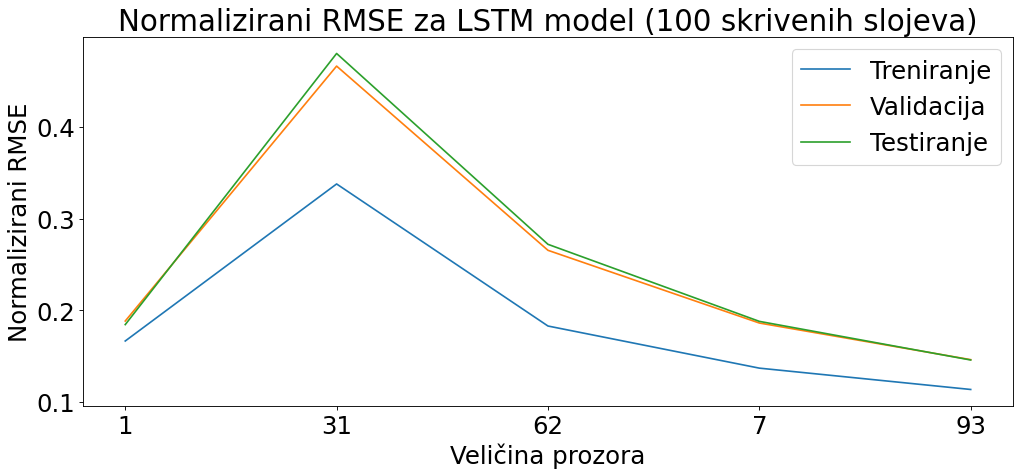 Normalizirani RMSE za LSTM model (100 skrivenih slojeva)
Treniranje
Validacija
Testiranje
Normalizirani RMSE
0.4
0.3
0.2
0.1
1 31 62 7 93
Veličina prozora